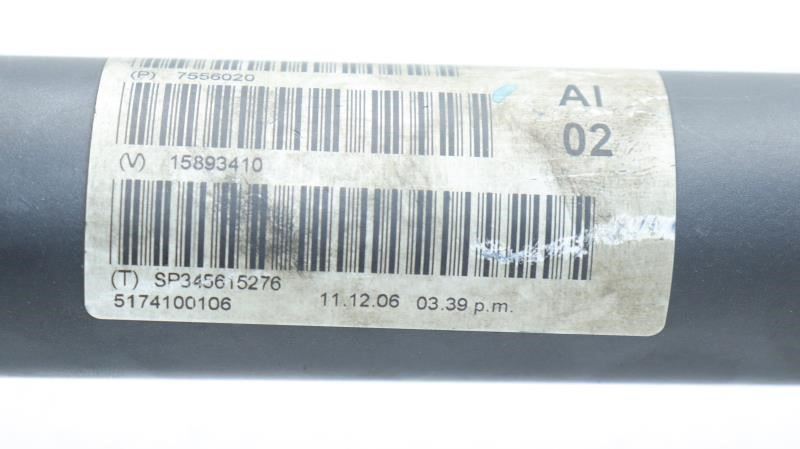 (P) 7556020
AI
02
(V) 15893410
(T) SP345615276
5174100106 11.12.06 03.39 p.m.